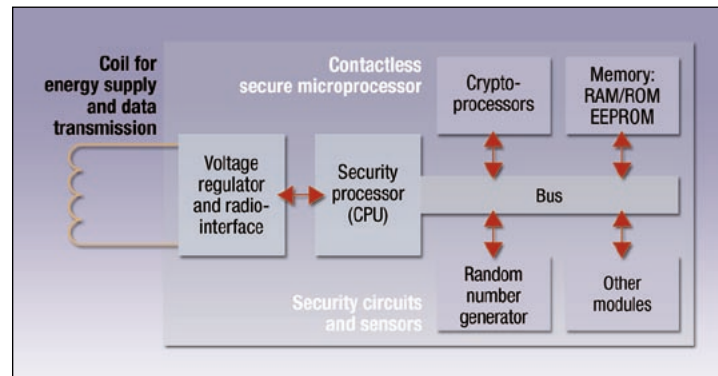 Coil for
energy supply
and data
transmission
Contactless
secure microprocessor
Crypto-
processors
Memory:
RAM/ROM
EEPROM
Voltage
regulator
and radio-
interface
Security
processor
(CPU)
Bus
Security circuits
and sensors
Random
number
generator
Other
modules